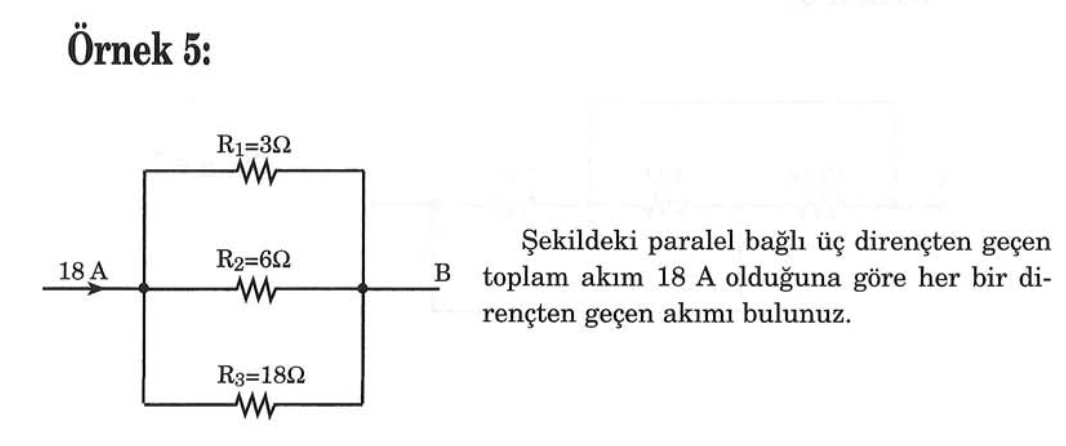 Örnek 5:
R1=3Ω
R2=6Ω
18 A
B
R3=18Ω
Şekildeki paralel bağlı üç dirençten geçen
toplam akım 18 A olduğuna göre her bir di-
rençten geçen akımı bulunuz.